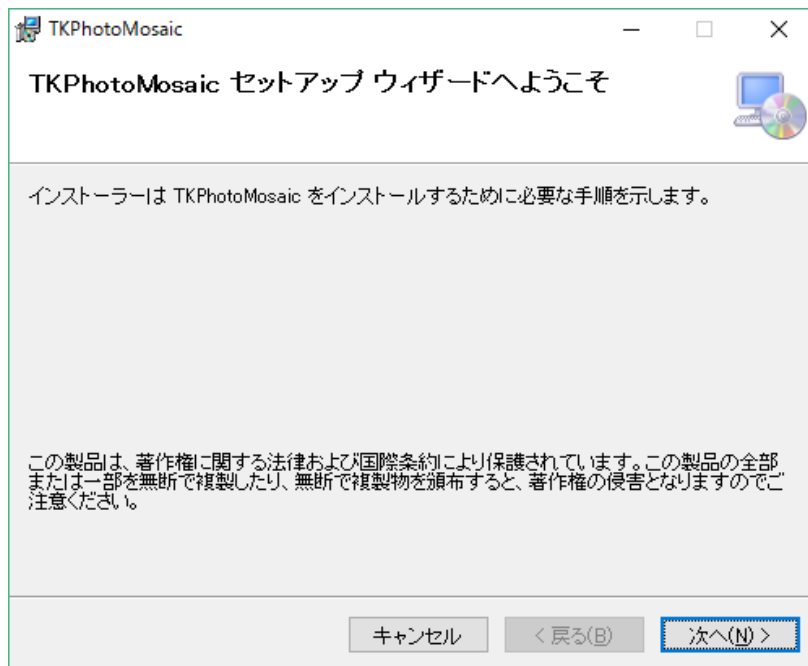 TKPhotoMosaic
TKPhotoMosaic セットアップ ウィザードへようこそ
インストーラーは TKPhotoMosaic をインストールするために必要な手順を示します。
この製品は、著作権に関する法律および国際条約により保護されています。この製品の全部
または一部を無断で複製したり、無断で複製物を頒布すると、著作権の侵害となりますのでご
注意ください。
キャンセル
< 戻る(B)
次へ(N) >